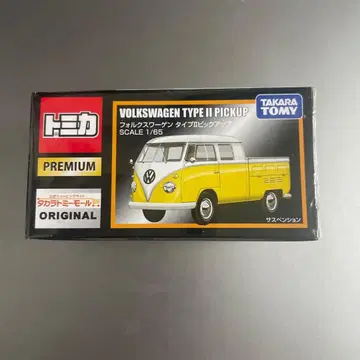 トミカ
PREMIUM
タカラトミーモール
ORIGINAL
VOLKSWAGEN TYPE II PICKUP
フォルクスワーゲン タイプIIピックアップ
SCALE 1/65
TAKARA
TOMY
サスペンション